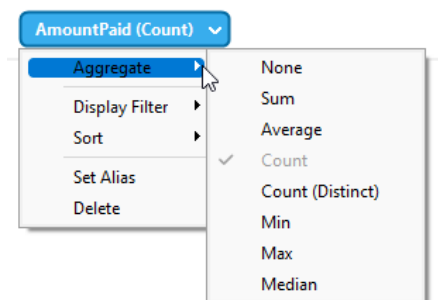 AmountPaid (Count)
Aggregate
Display Filter
Sort
Set Alias
Delete
None
Sum
Average
Count
Count (Distinct)
Min
Max
Median